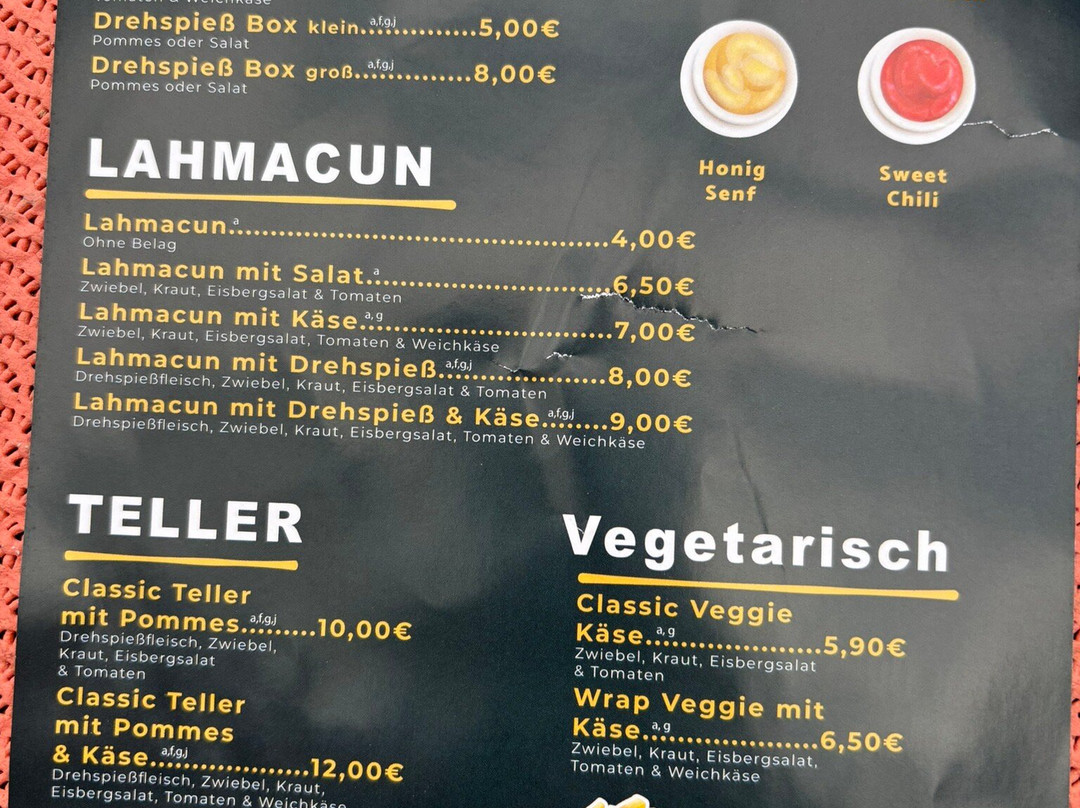 Drehspieß Box klein.a,f,g,j..............5,00€
Pommes oder Salat
Drehspieß Box groß..a,f,g,j..............8,00€
Pommes oder Salat
Honig
Senf
Sweet
Chili
LAHMACUN
Lahmacun.a.............................................4,00€
Ohne Belag
Lahmacun mit Salat.a............................6,50€
Zwiebel, Kraut, Eisbergsalat & Tomaten
Lahmacun mit Käse.a,g............................7,00€
Zwiebel, Kraut, Eisbergsalat, Tomaten & Weichkäse
Lahmacun mit Drehspieß.a,f,g,j....................8,00€
Drehspießfleisch, Zwiebel, Kraut, Eisbergsalat & Tomaten
Lahmacun mit Drehspieß & Käse.a,f,g,j........9,00€
Drehspießfleisch, Zwiebel, Kraut, Eisbergsalat, Tomaten & Weichkäse
TELLER
Classic Teller
mit Pommes.a,f,g,j.........10,00€
Drehspießfleisch, Zwiebel,
Kraut, Eisbergsalat
& Tomaten
Classic Teller
mit Pommes
& Käse.a,f,g,j...................12,00€
Drehspießfleisch, Zwiebel, Kraut,
Eisbergsalat, Tomaten & Weichkäse
Vegetarisch
Classic Veggie
Käse.a, g.....................5,90€
Zwiebel, Kraut, Eisbergsalat
& Tomaten
Wrap Veggie mit
Käse.a, g.....................6,50€
Zwiebel, Kraut, Eisbergsalat,
Tomaten & Weichkäse